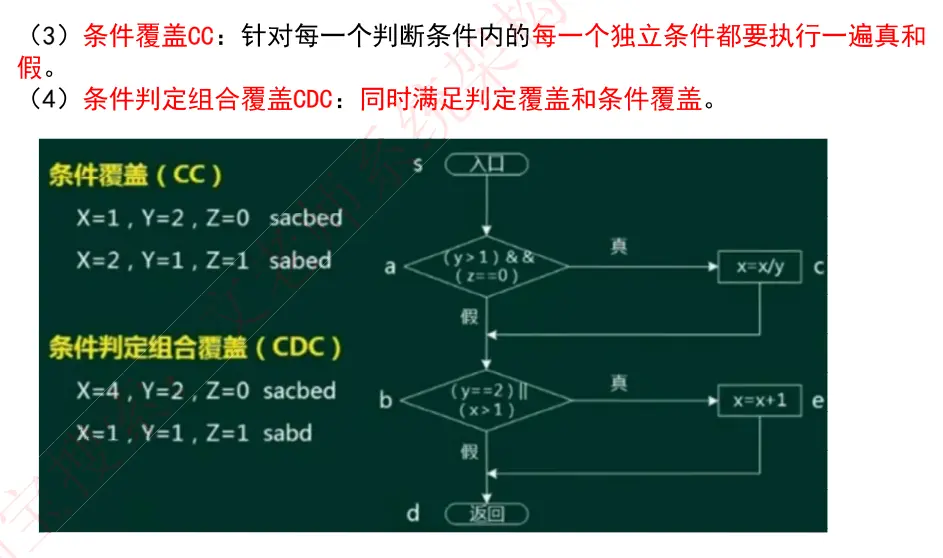 （3）条件覆盖CC：针对每一个判断条件内的每一个独立条件都要执行一遍真和
假。
（4）条件判定组合覆盖CDC：同时满足判定覆盖和条件覆盖。
条件覆盖（CC）
X=1，Y=2，Z=0 sacbed
X=2，Y=1，Z=1 sabed
条件判定组合覆盖（CDC）
X=4，Y=2，Z=0 sacbed
X=1，Y=1，Z=1 sabd
s
入口
a
（y>1）&&
（z==0）
真
x=x/y
c
假
b
（y==2）||
（x>1）
真
x=x+1
e
假
d
返回